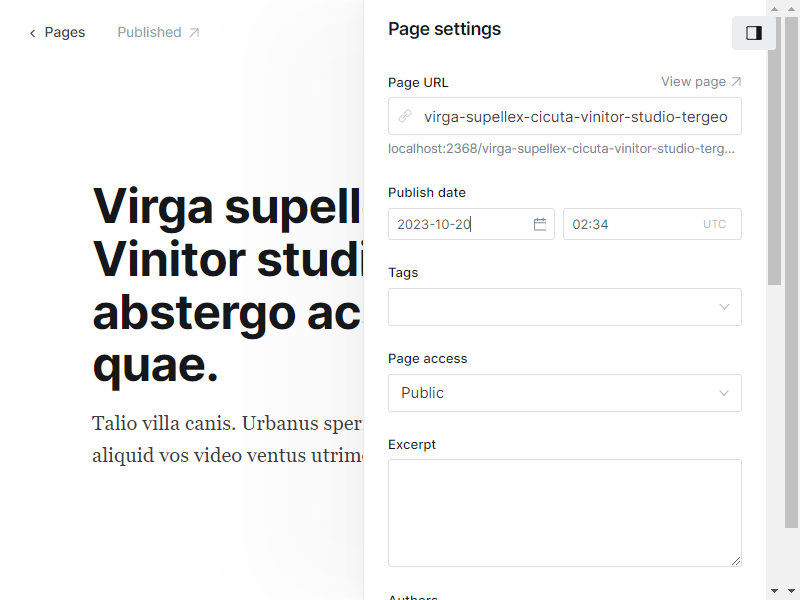 Pages
Published
Page settings
Page URL
View page
virga-supellex-cicuta-vinitor-studio-tergeo
localhost:2368/virga-supellex-cicuta-vinitor-studio-terg...
Publish date
2023-10-20
02:34
UTC
Tags
Page access
Public
Excerpt
Authors
Virga supell
Vinitor studi
abstergo ac
quae.
Talio villa canis. Urbanus sper
aliquid vos video ventus utrim